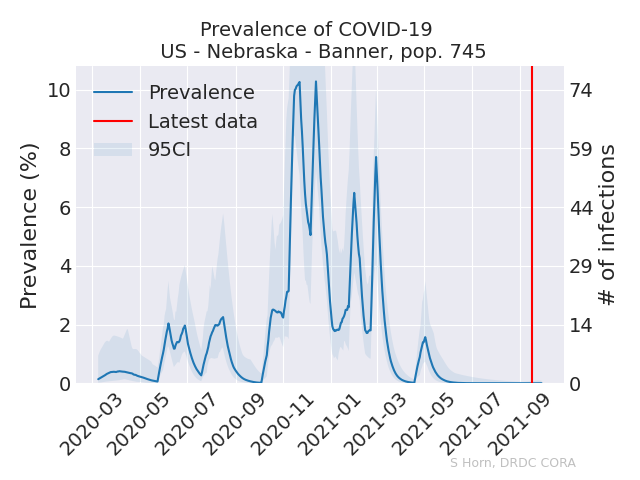 Prevalence of COVID-19
US - Nebraska - Banner, pop. 745
Prevalence
Latest data
95CI
Prevalence (%)
10
8
6
4
2
0
74
59
44
29
14
0
# of infections
2020-03
2020-05
2020-07
2020-09
2020-11
2021-01
2021-03
2021-05
2021-07
2021-09
S Horn, DRDC CORA